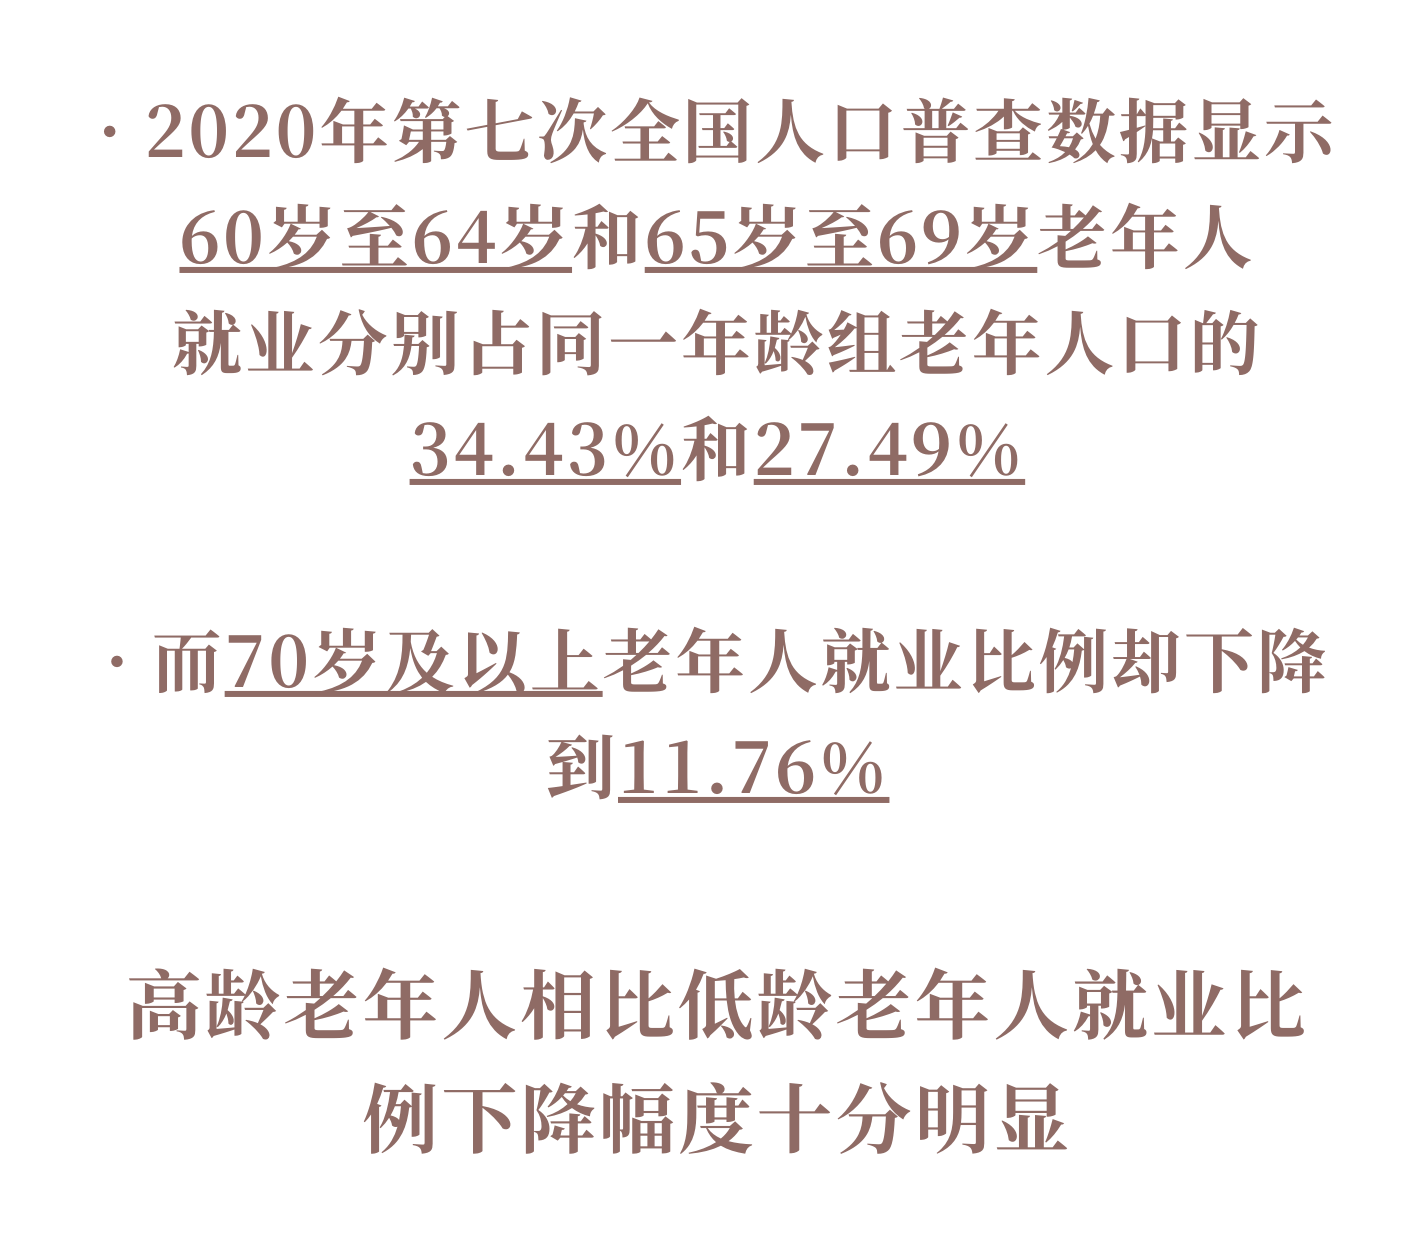 · 2020年第七次全国人口普查数据显示
60岁至64岁和65岁至69岁老年人
就业分别占同一年龄组老年人口的
34.43%和27.49%
· 而70岁及以上老年人就业比例却下降
到11.76%
高龄老年人相比低龄老年人就业比
例下降幅度十分明显